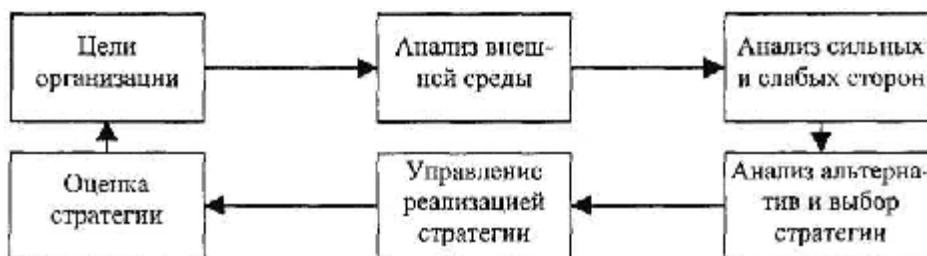 Цели
организации
Анализ внеш-
ней среды
Анализ сильных
и слабых сторон
Оценка
стратегии
Управление
реализацией
стратегии
Анализ альтерна-
тив и выбор
стратегии